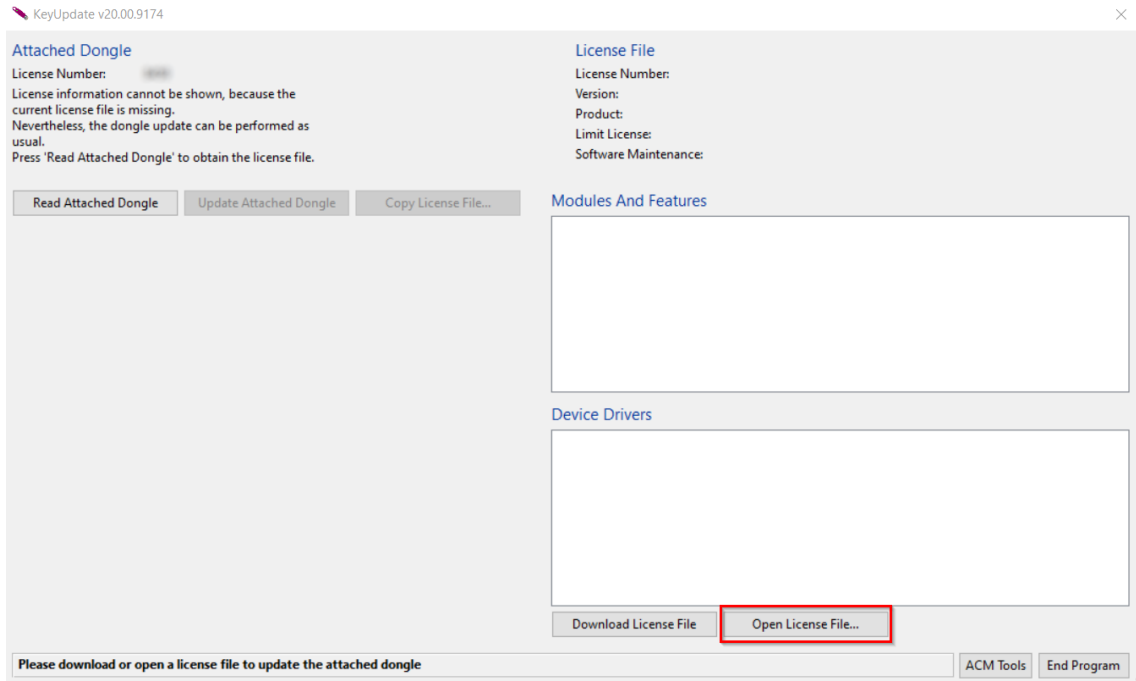 KeyUpdate v20.00.9174
Attached Dongle
License Number:
License information cannot be shown, because the
current license file is missing.
Nevertheless, the dongle update can be performed as
usual.
Press 'Read Attached Dongle' to obtain the license file.
Read Attached Dongle
Update Attached Dongle
Copy License File...
License File
License Number:
Version:
Product:
Limit License:
Software Maintenance:
Modules And Features
Device Drivers
Download License File
Open License File...
Please download or open a license file to update the attached dongle
ACM Tools
End Program